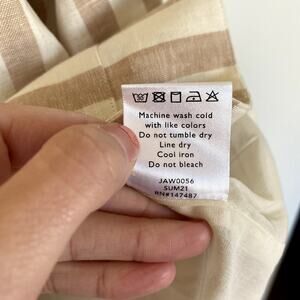 Machine wash cold
with like colors
Do not tumble dry
Line dry
Cool iron
Do not bleach
JAW0056
SUM21
RN#147487